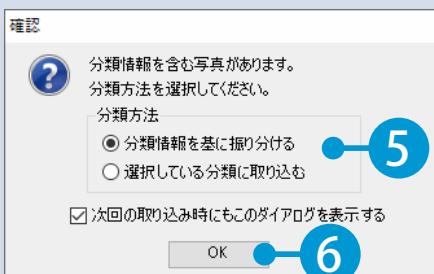 確認
分類情報を含む写真があります。
分類方法を選択してください。
分類方法
分類情報を基に振り分ける
5
選択している分類に取り込む
次回の取り込み時にもこのダイアログを表示する
OK
6